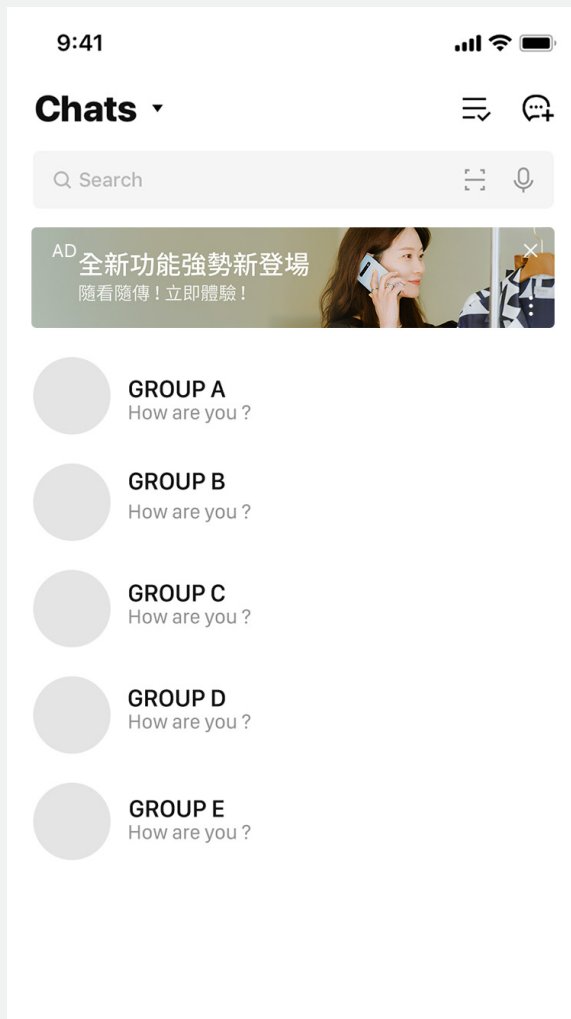 9:41
Chats
Search
AD
全新功能強勢新登場
隨看隨傳！立即體驗！
GROUP A
How are you ?
GROUP B
How are you ?
GROUP C
How are you ?
GROUP D
How are you ?
GROUP E
How are you ?